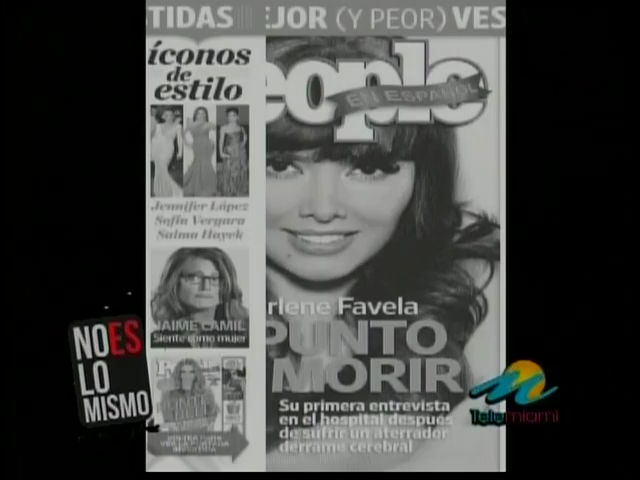 TIDAS
EJOR (Y PEOR) VES
íconos
de
estilo
eople
EN ESPAÑOL
Jennifer López
Sofía Vergara
Salma Hayek
JAIME CAMIL
Siente como mujer
rlene Favela
PUNTO
MORIR
Su primera entrevista
en el hospital después
de sufrir un aterrador
derrame cerebral
NO ES
LO
MISMO
Telemiami